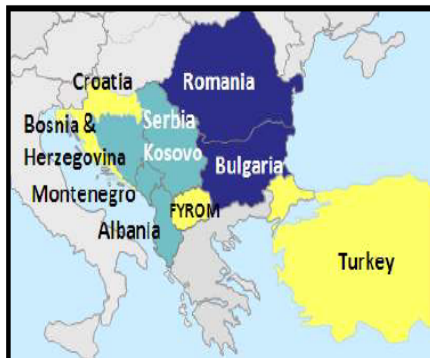 Croatia
Romania
Serbia
Bosnia &
Herzegovina
Kosovo
Bulgaria
Montenegro
FYROM
Albania
Turkey